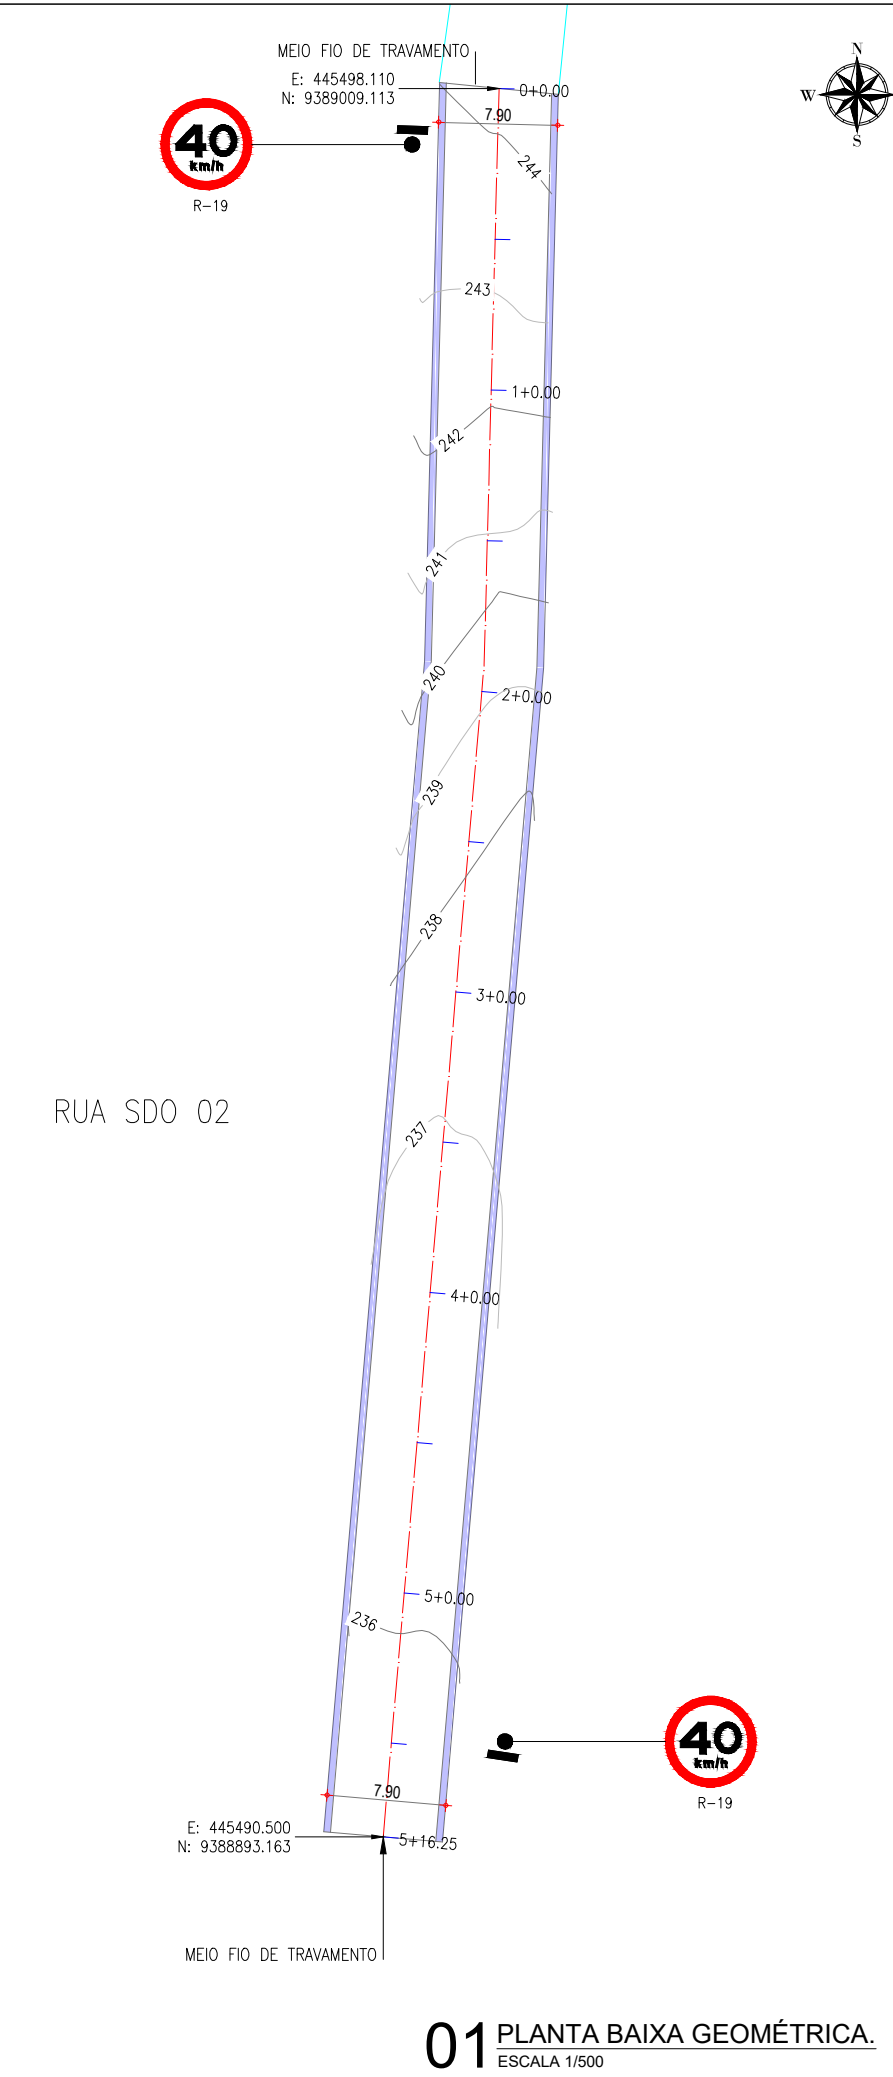 MEIO FIO DE TRAVAMENTO
E: 445498.110
N: 9389009.113
0+0.00
N
W
S
7.90
40
km/h
R-19
244
243
1+0.00
242
241
240
2+0.00
239
238
3+0.00
RUA SDO 02
237
4+0.00
5+0.00
236
40
km/h
R-19
7.90
E: 445490.500
N: 9388893.163
5+16.25
MEIO FIO DE TRAVAMENTO
01 PLANTA BAIXA GEOMÉTRICA.
ESCALA 1/500